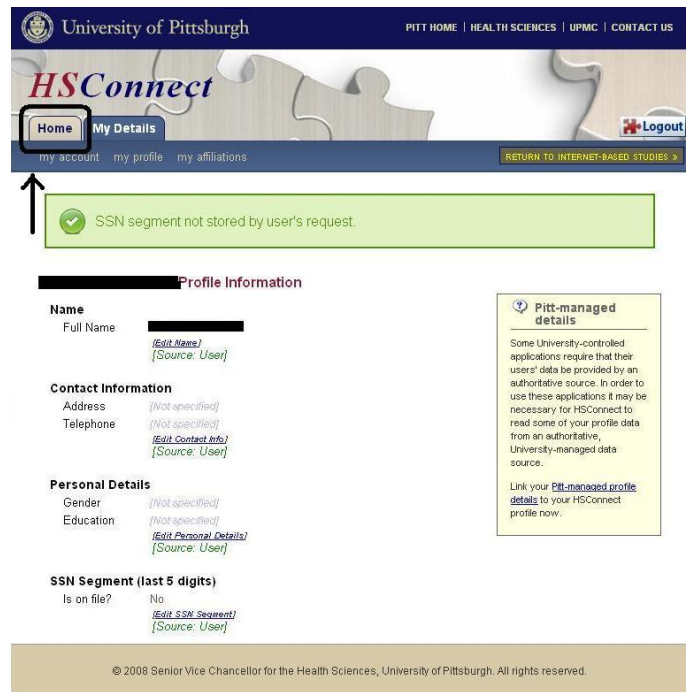 University of Pittsburgh
PITT HOME | HEALTH SCIENCES | UPMC | CONTACT US
HSConnect
Home My Details
Logout
my account my profile my affiliations
RETURN TO INTERNET-BASED STUDIES »
SSN segment not stored by user's request.
Profile Information
Name
Full Name
[Edit Name]
[Source: User]
Contact Information
Address [Not specified]
Telephone [Not specified]
[Edit Contact Info]
[Source: User]
Personal Details
Gender [Not specified]
Education [Not specified]
[Edit Personal Details]
[Source: User]
SSN Segment (last 5 digits)
Is on file? No
[Edit SSN Segment]
[Source: User]
Pitt-managed
details
Some University-controlled
applications require that their
users' data be provided by an
authoritative source. In order to
use these applications it may be
necessary for HSConnect to
read some of your profile data
from an authoritative,
University-managed data
source.
Link your Pitt-managed profile
details to your HSConnect
profile now.
© 2008 Senior Vice Chancellor for the Health Sciences, University of Pittsburgh. All rights reserved.